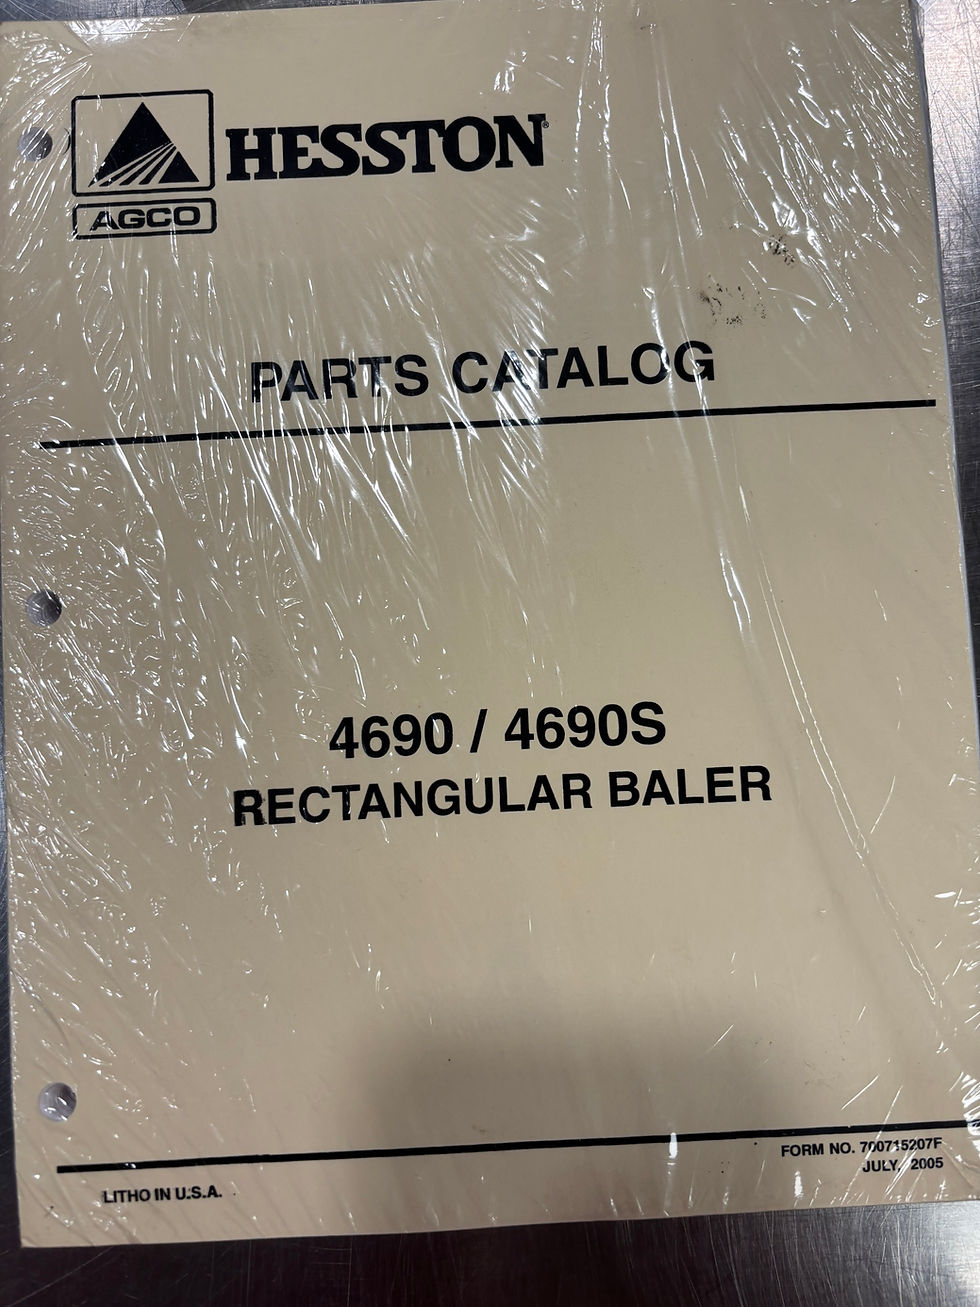 HESSTON®
AGCO
PARTS CATALOG
4690 / 4690S
RECTANGULAR BALER
FORM NO. 700715207F
JULY, 2005
LITHO IN U.S.A.